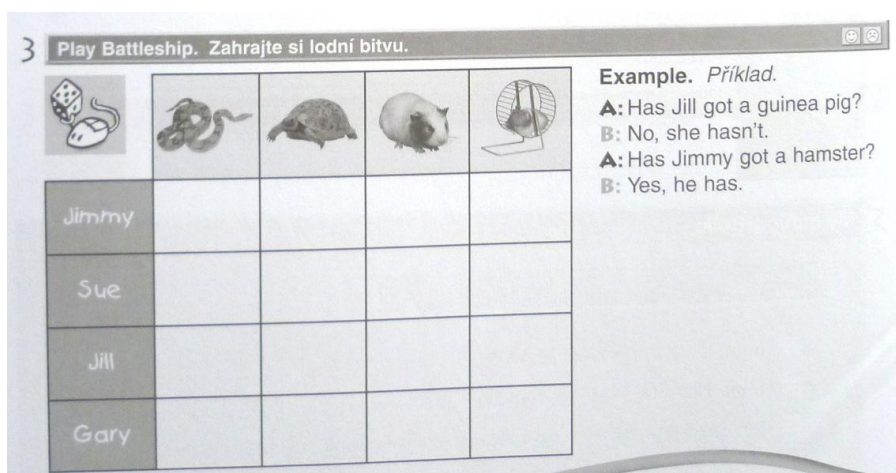 3 Play Battleship. Zahrajte si lodní bitvu.
Example. Příklad.
A: Has Jill got a guinea pig?
B: No, she hasn't.
A: Has Jimmy got a hamster?
B: Yes, he has.
Jimmy
Sue
Jill
Gary